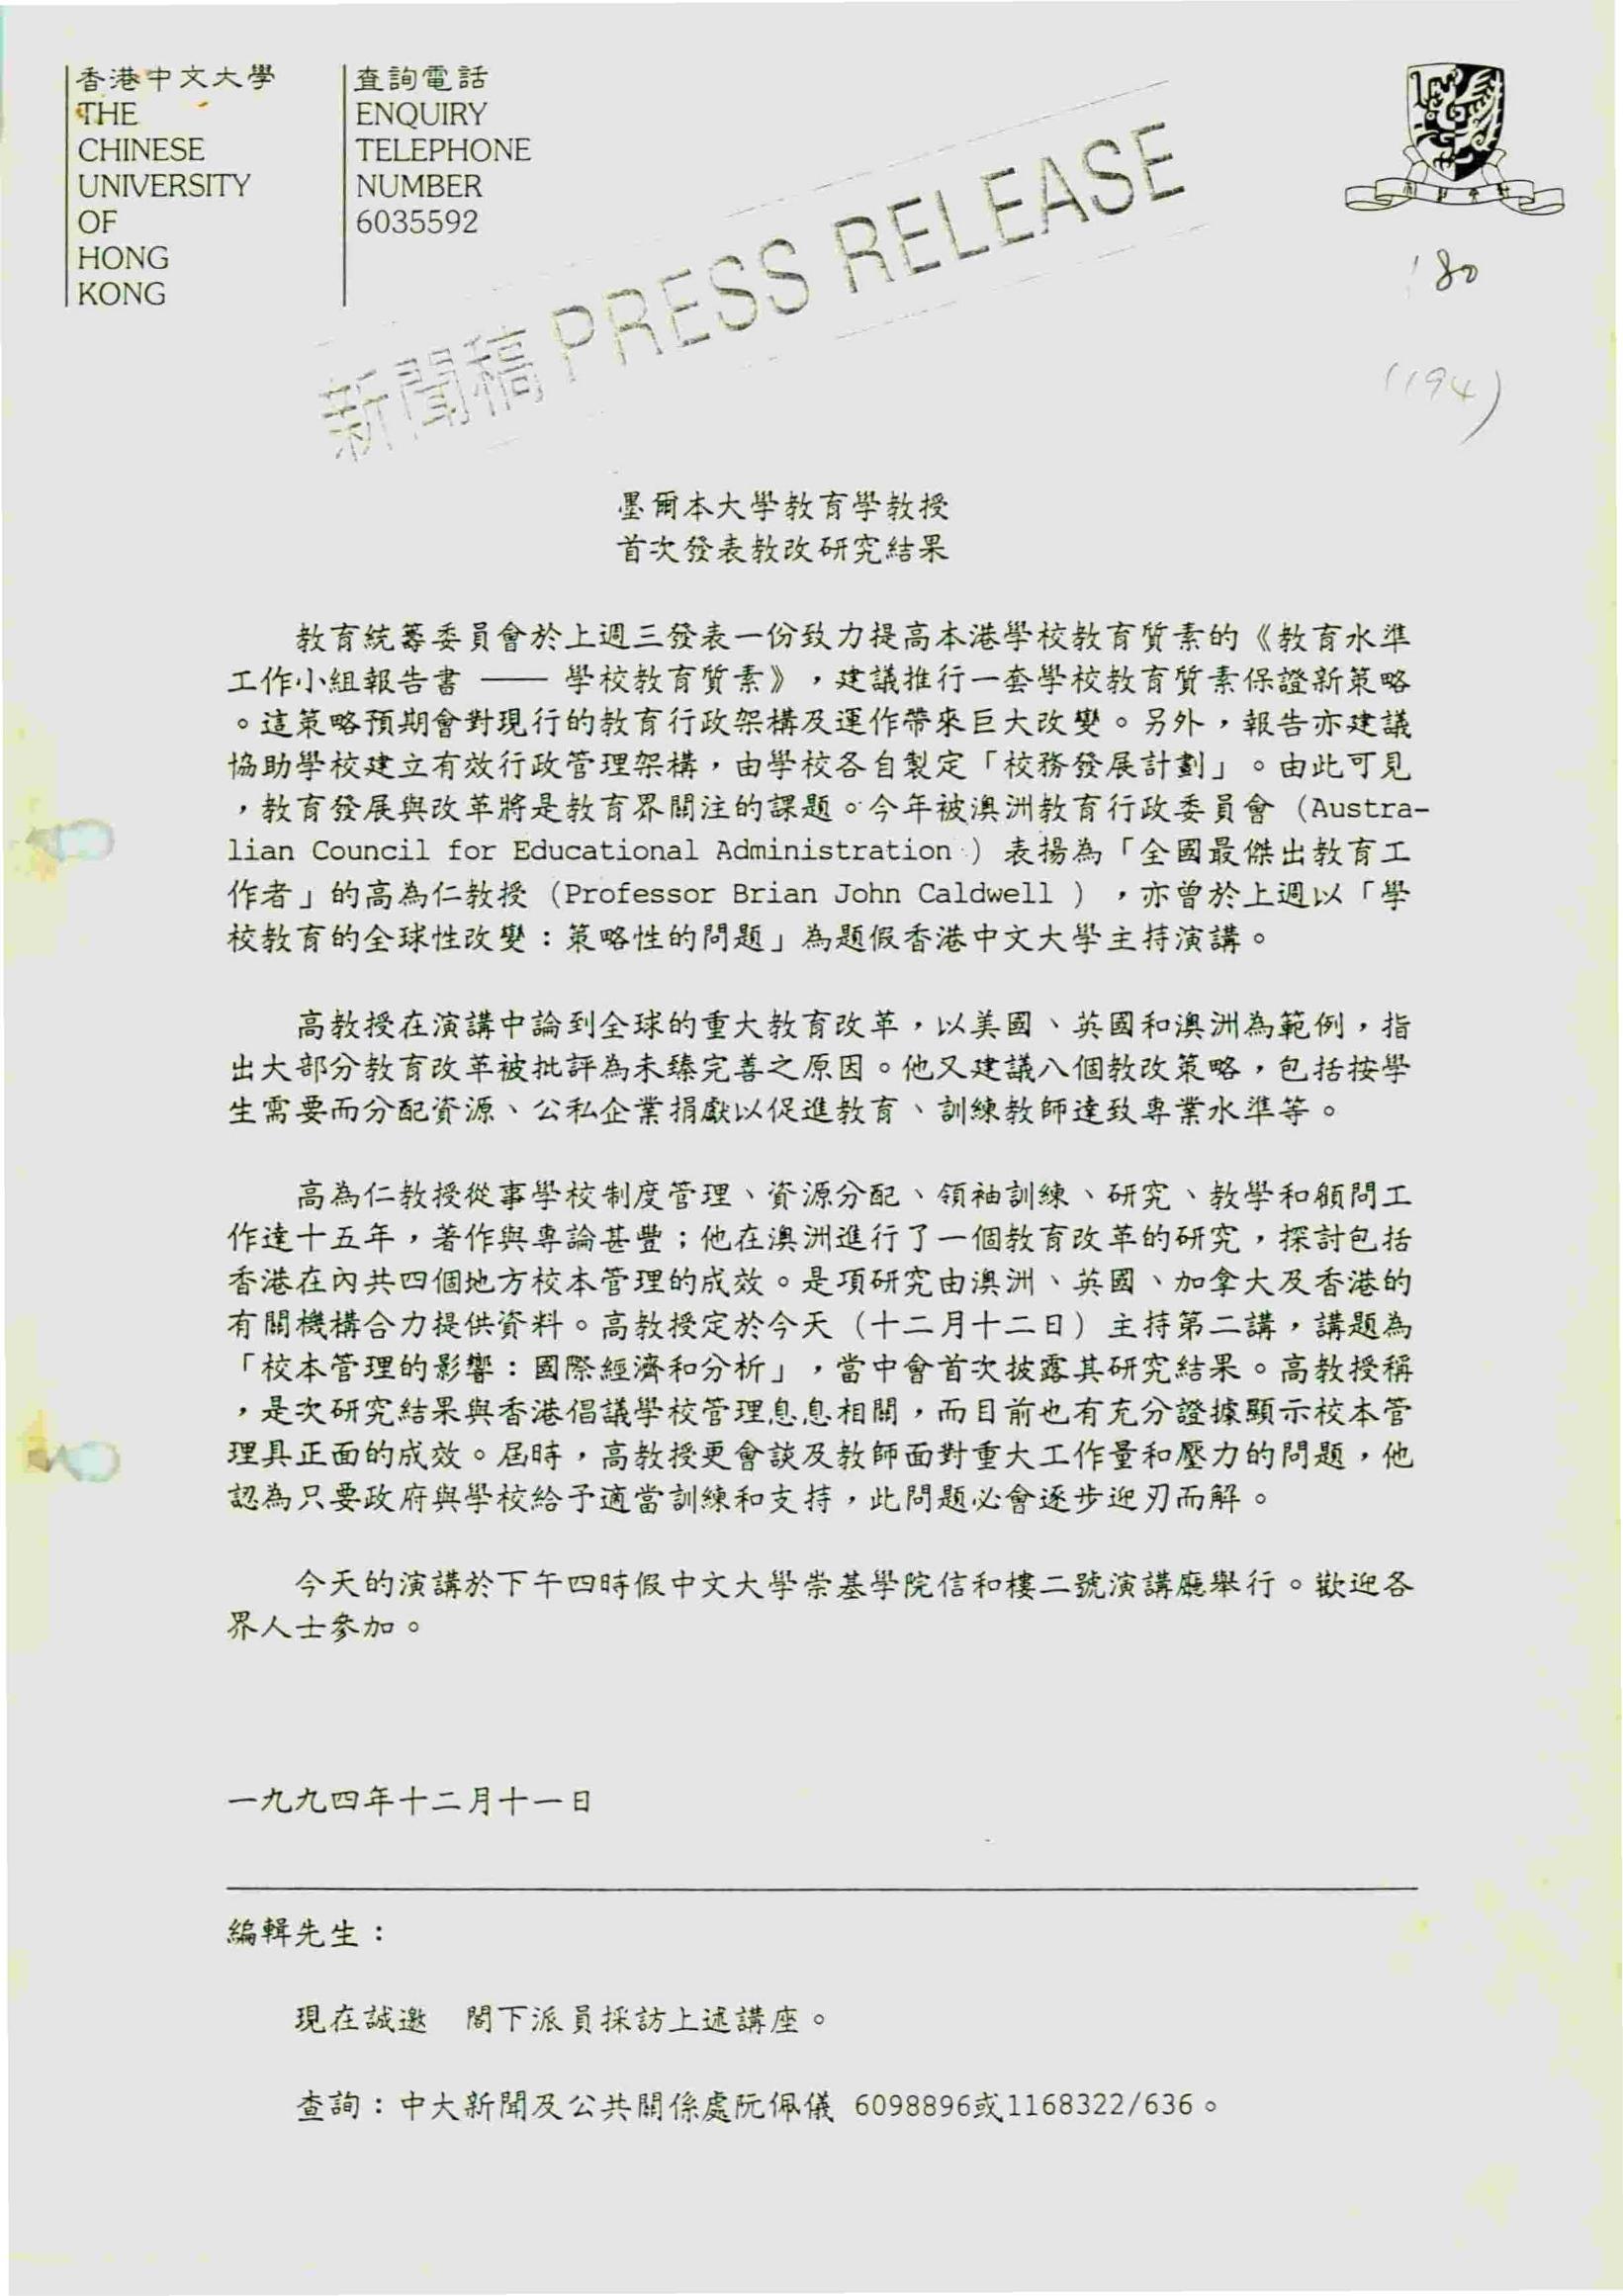 香港中文大學
THE
CHINESE
UNIVERSITY
OF
HONG
KONG
查詢電話
ENQUIRY
TELEPHONE
NUMBER
6035592
新聞稿 PRESS RELEASE
180
(194)
墨爾本大學教育學教授
首次發表教改研究結果
教育統籌委員會於上週三發表一份致力提高本港學校教育質素的《教育水準
工作小組報告書 —— 學校教育質素》，建議推行一套學校教育質素保證新策略
。這策略預期會對現行的教育行政架構及運作帶來巨大改變。另外，報告亦建議
協助學校建立有效行政管理架構，由學校各自製定「校務發展計劃」。由此可見
，教育發展與改革將是教育界關注的課題。今年被澳洲教育行政委員會 (Austra-
lian Council for Educational Administration ) 表揚為「全國最傑出教育工
作者」的高為仁教授 (Professor Brian John Caldwell )，亦曾於上週以「學
校教育的全球性改變：策略性的問題」為題假香港中文大學主持演講。
高教授在演講中論到全球的重大教育改革，以美國、英國和澳洲為範例，指
出大部分教育改革被批評為未臻完善之原因。他又建議八個教改策略，包括按學
生需要而分配資源、公私企業捐獻以促進教育、訓練教師達致專業水準等。
高為仁教授從事學校制度管理、資源分配、領袖訓練、研究、教學和顧問工
作達十五年，著作與專論甚豐；他在澳洲進行了一個教育改革的研究，探討包括
香港在內共四個地方校本管理的成效。是項研究由澳洲、英國、加拿大及香港的
有關機構合力提供資料。高教授定於今天（十二月十二日）主持第二講，講題為
「校本管理的影響：國際經濟和分析」，當中會首次披露其研究結果。高教授稱
，是次研究結果與香港倡議學校管理息息相關，而目前也有充分證據顯示校本管
理具正面的成效。屆時，高教授更會談及教師面對重大工作量和壓力的問題，他
認為只要政府與學校給予適當訓練和支持，此問題必會逐步迎刃而解。
今天的演講於下午四時假中文大學崇基學院信和樓二號演講廳舉行。歡迎各
界人士參加。
一九九四年十二月十一日
編輯先生：
現在誠邀　閣下派員採訪上述講座。
查詢：中大新聞及公共關係處阮佩儀 6098896或1168322/636。